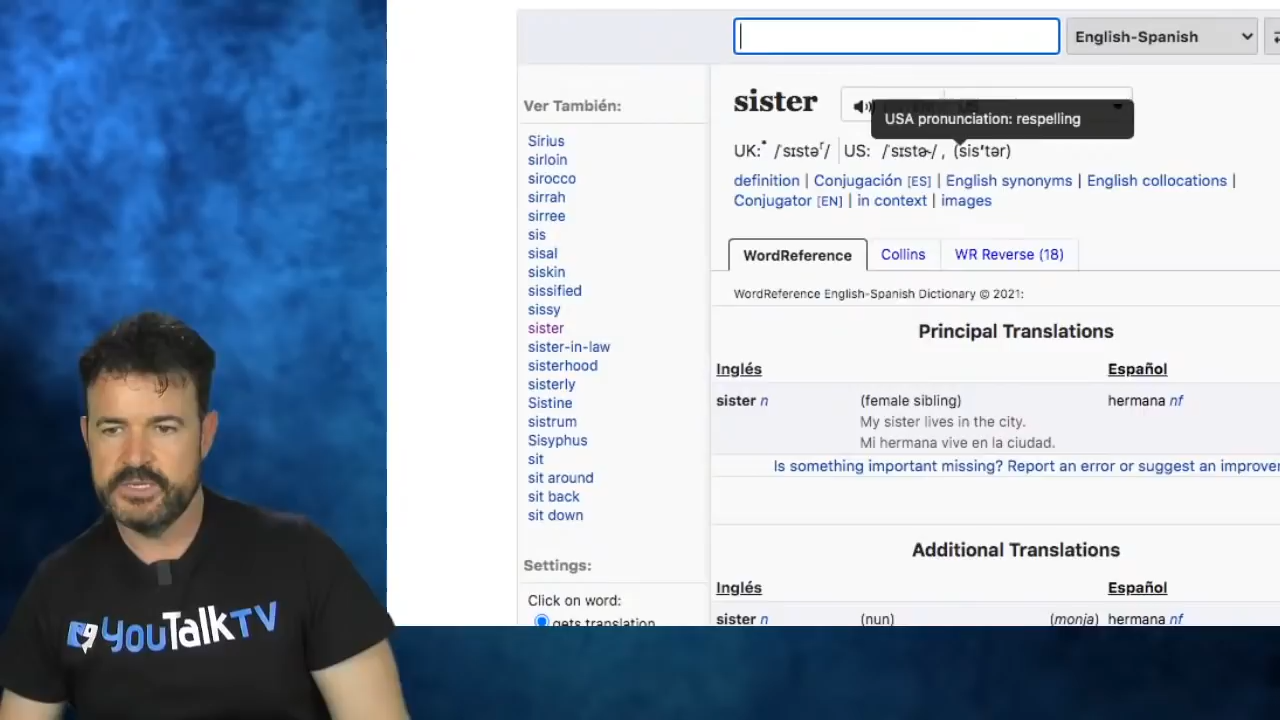 English-Spanish
Ver También:
Sirius
sirloin
sirocco
sirrah
sirree
sis
sisal
siskin
sissified
sissy
sister
sister-in-law
sisterhood
sisterly
Sistine
sistrum
Sisyphus
sit
sit around
sit back
sit down
Settings:
Click on word:
gets translation
sister
USA pronunciation: respelling
UK:* /ˈsɪstəʳ/ US: /ˈsɪstɚ/ , (sis′tər)
definition | Conjugación [ES] | English synonyms | English collocations |
Conjugator [EN] | in context | images
WordReference Collins WR Reverse (18)
WordReference English-Spanish Dictionary © 2021:
Principal Translations
Inglés Español
sister n (female sibling) hermana nf
My sister lives in the city.
Mi hermana vive en la ciudad.
Is something important missing? Report an error or suggest an
Additional Translations
Inglés Español
sister n (nun) (monja) hermana nf
YouTalkTV